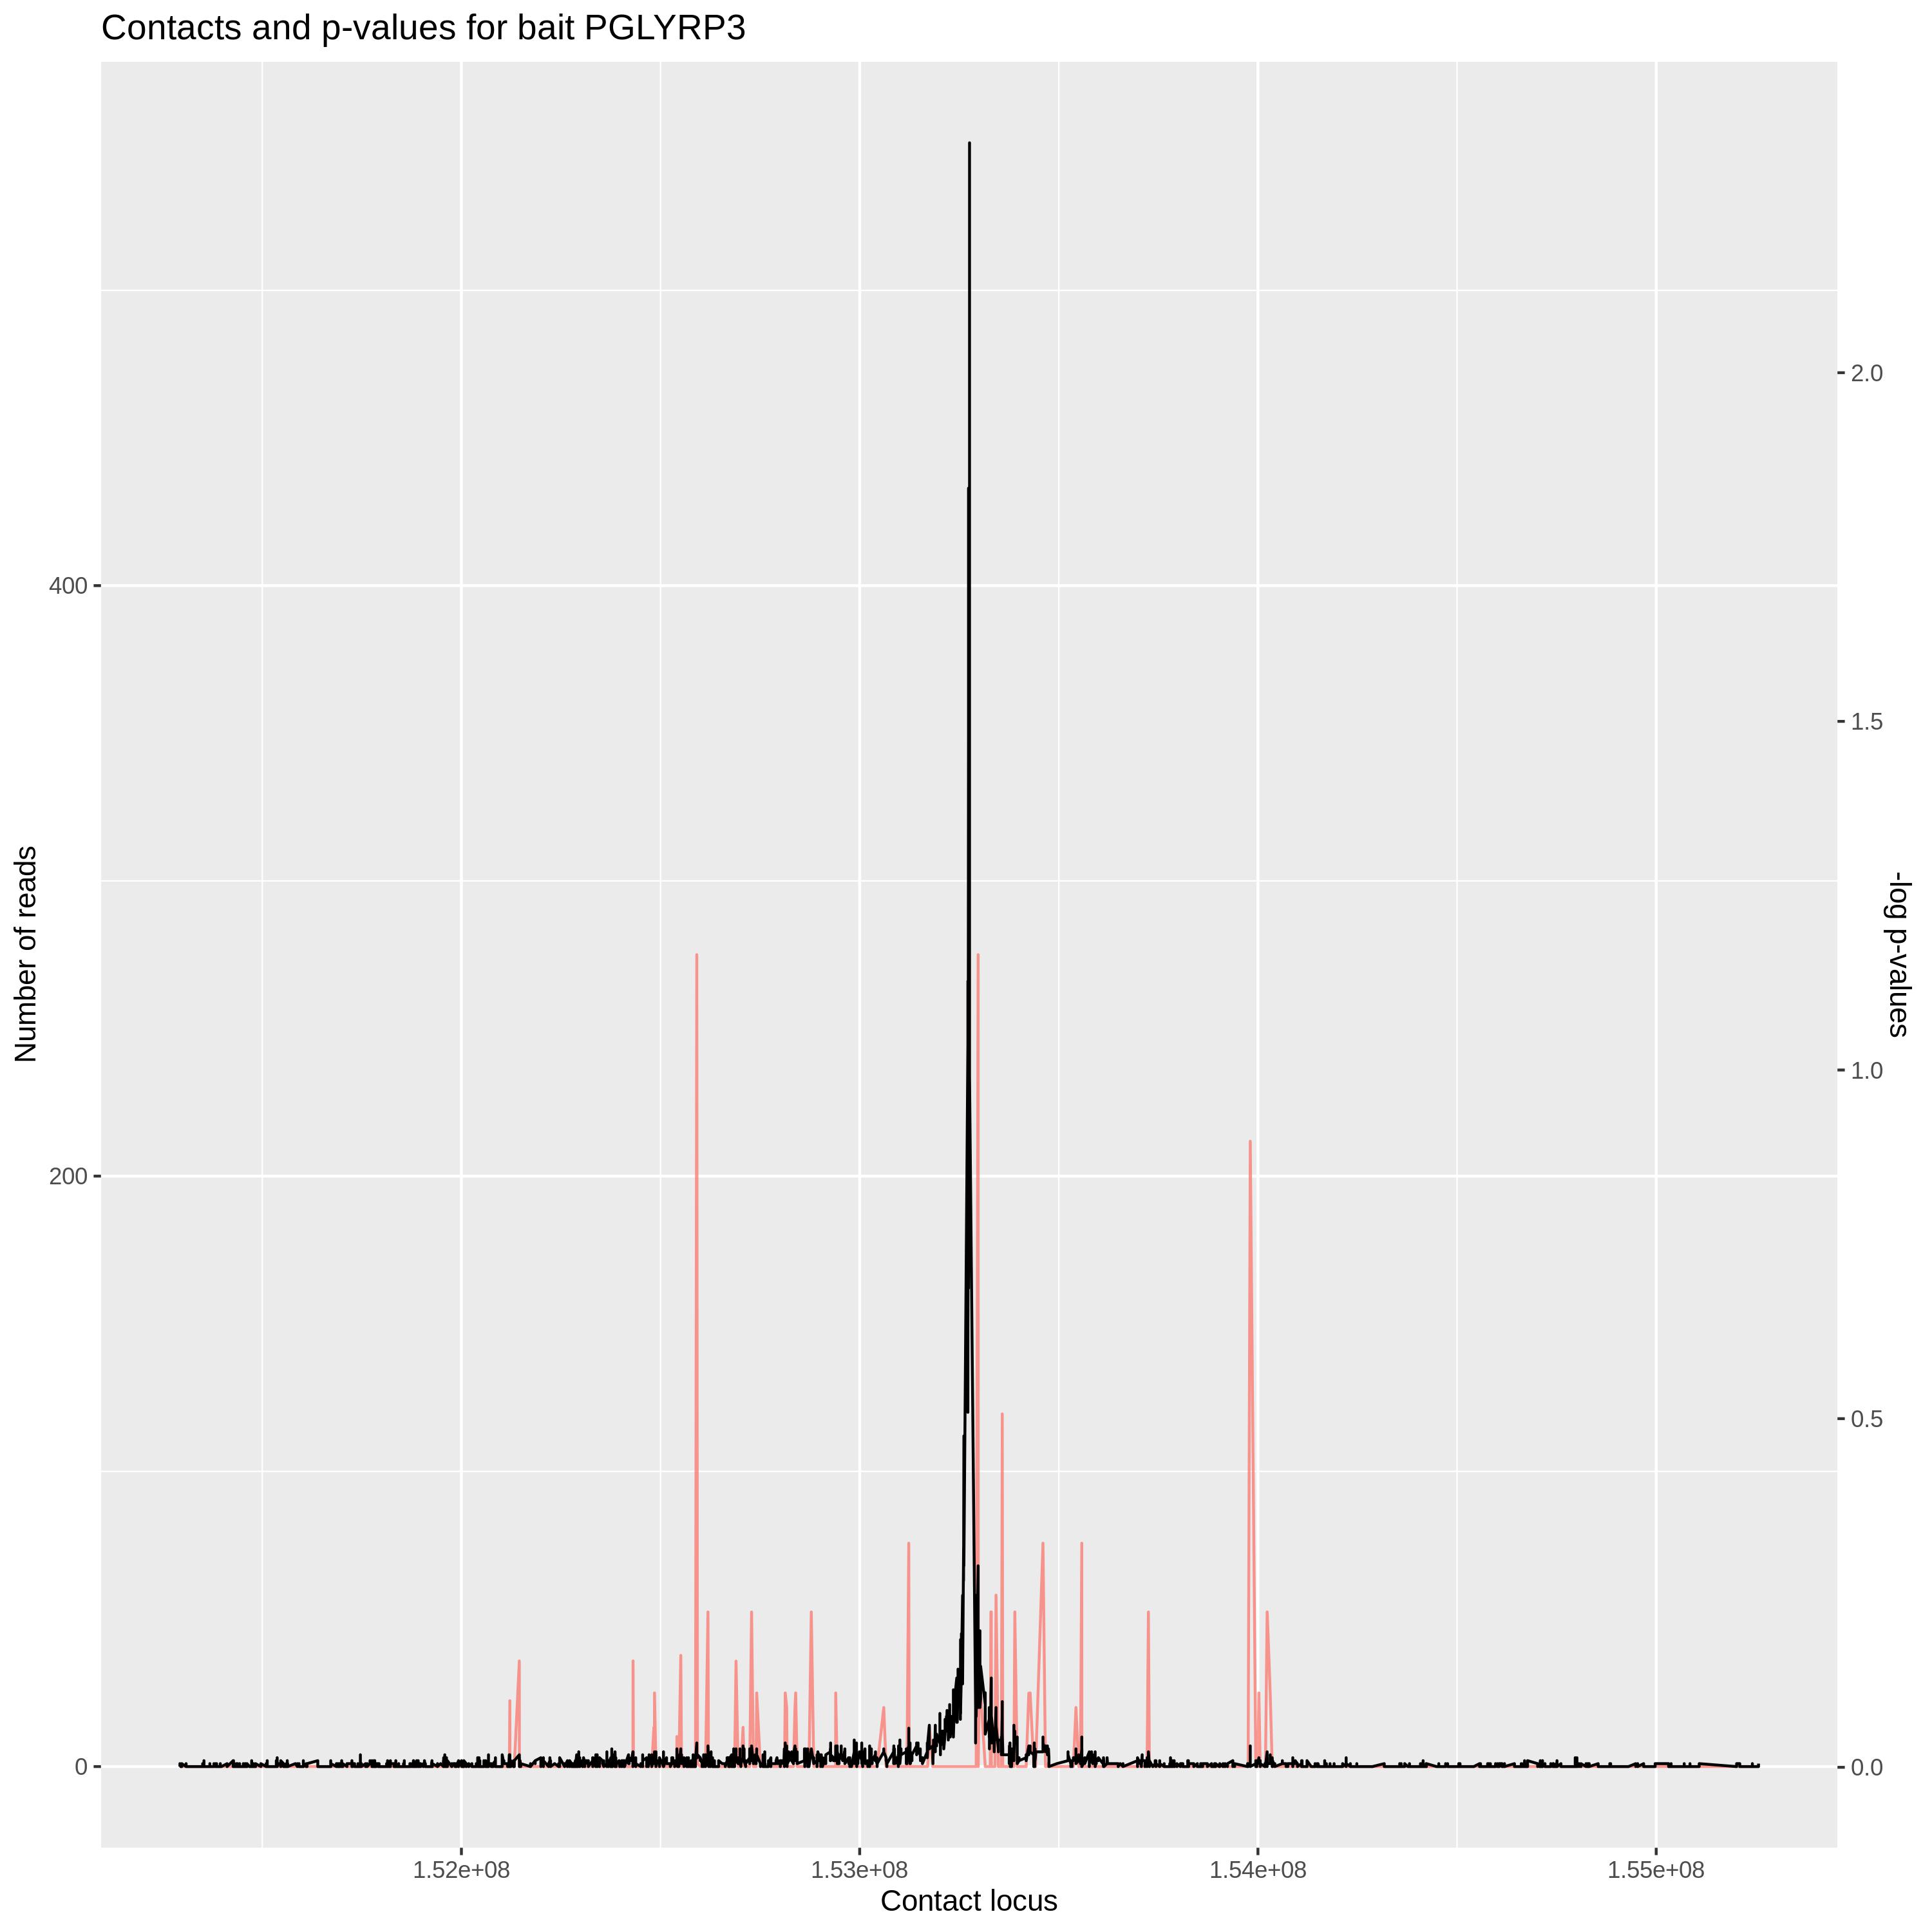 Contacts and p-values for bait PGLYRP3
Number of reads
400
200
0
2.0
1.5
1.0
0.5
0.0
-log p-values
1.52e+08
1.53e+08
1.54e+08
1.55e+08
Contact locus